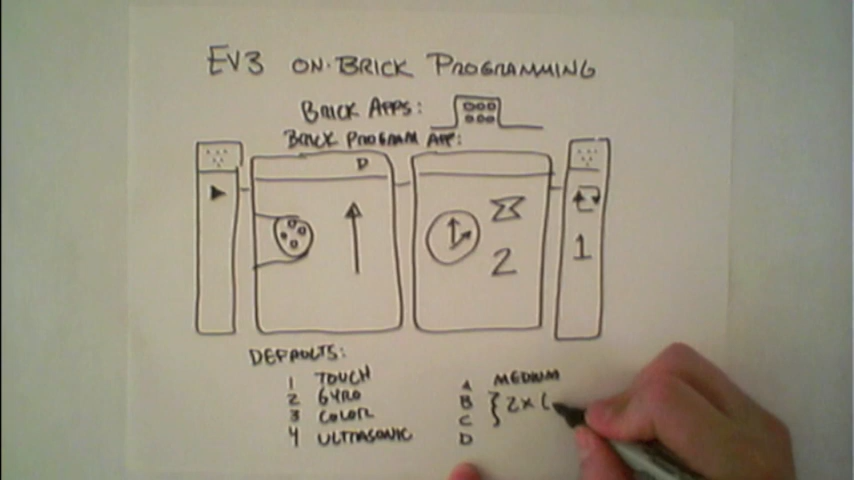 EV3 ON-BRICK PROGRAMMING
BRICK APPS:
BRICK PROGRAM APP:
D
2
1
DEFAULTS:
1 TOUCH
2 GYRO
3 COLOR
4 ULTRASONIC
A MEDIUM
B
C
D
2X (